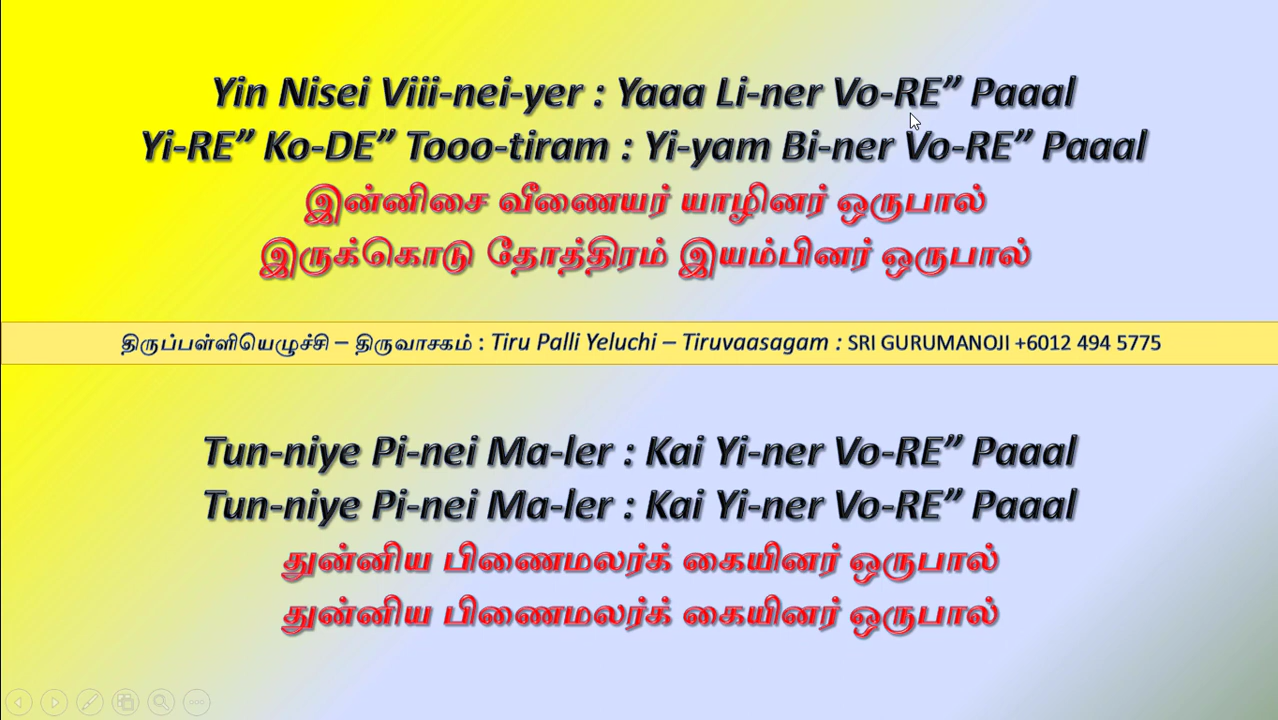 Yin Nisei Viii-nei-yer : Yaaa Li-ner Vo-RE” Paaal
Yi-RE” Ko-DE” Tooo-tiram : Yi-yam Bi-ner Vo-RE” Paaal
இன்னிசை வீணையர் யாழினர் ஒருபால்
இருக்கொடு தோத்திரம் இயம்பினர் ஒருபால்
திருப்பள்ளியெழுச்சி – திருவாசகம் : Tiru Palli Yeluchi – Tiruvaasagam : SRI GURUMANOJI +6012 494 5775
Tun-niye Pi-nei Ma-ler : Kai Yi-ner Vo-RE” Paaal
Tun-niye Pi-nei Ma-ler : Kai Yi-ner Vo-RE” Paaal
துன்னிய பிணைமலர்க் கையினர் ஒருபால்
துன்னிய பிணைமலர்க் கையினர் ஒருபால்